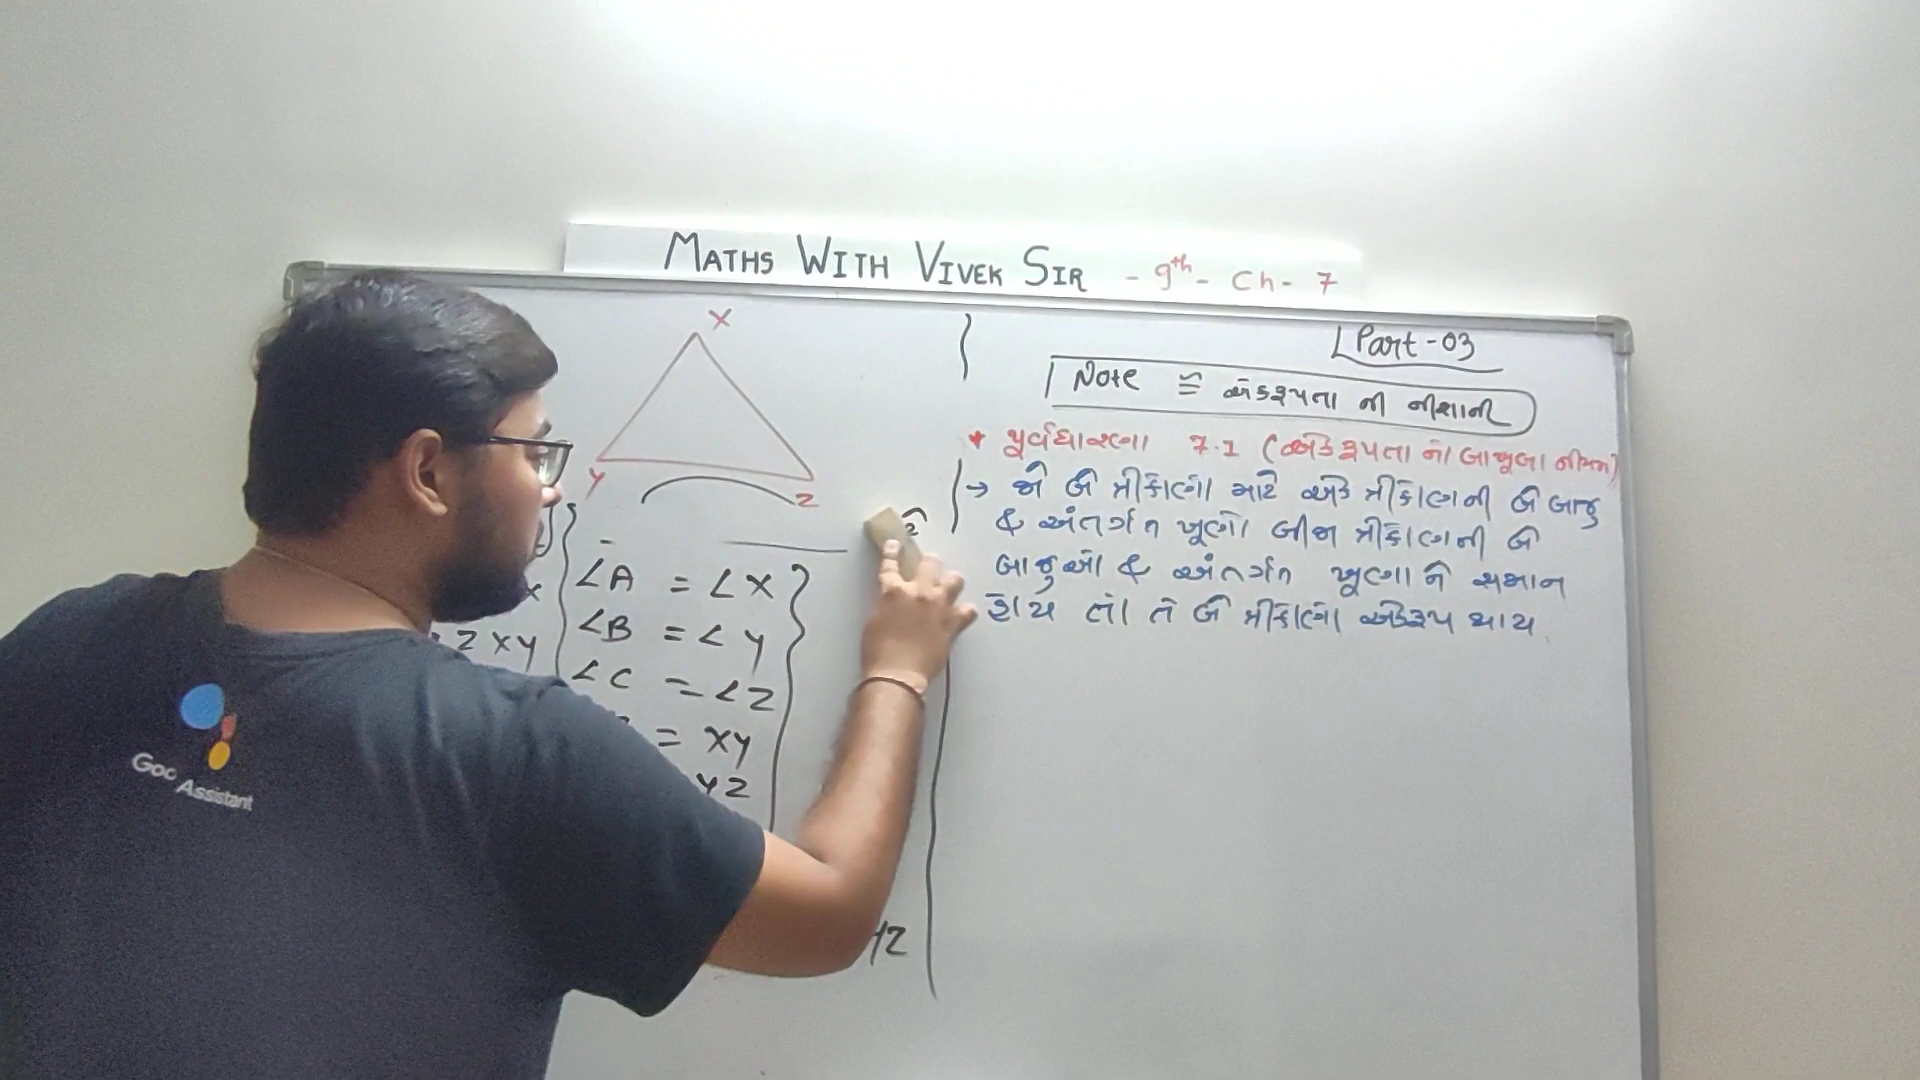 MATHS WITH VIVEK SIR - 9th - Ch - 7
Part - 03
Note ≅ એકરૂપતા ની નીશાની
* પૂર્વધારણા 7.1 (એકરૂપતા નો બાખૂબા નીયમ)
→ જો બે ત્રીકોણો માટે એક ત્રીકોણની બે બાજુ
& અંતર્ગત ખૂણો બીજા ત્રીકોણની બે
બાજુઓ & અંતર્ગત ખૂણા ને સમાન
હોય તો તે બે ત્રીકોણો એકરૂપ થાય.
X
Y
Z
∠A = ∠X
∠B = ∠Y
∠C = ∠Z
= XY
YZ
ZXY
YZ
Goo
Assistant